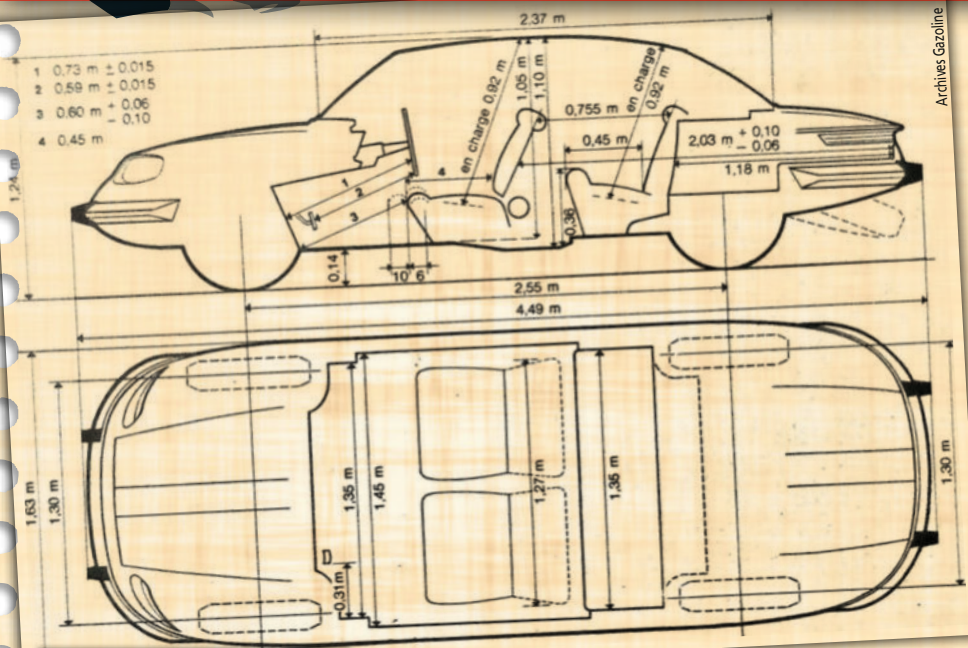 Archives Gazoline
2.37 m
1 0,73 m ± 0,015
2 0,59 m ± 0,015
3 0,60 m + 0,06
- 0,10
4 0,45 m
en charge 0,92 m
1,05 m
1,10 m
en charge
0,92 m
0,755 m
0,45 m
2,03 m + 0,10
- 0,06
1,18 m
1
2
3
4
0,36
0,14
10 6
2,55 m
4,49 m
1,63 m
1,30 m
1,35 m
1,45 m
0,31m
1,27 m
1,35 m
1,30 m